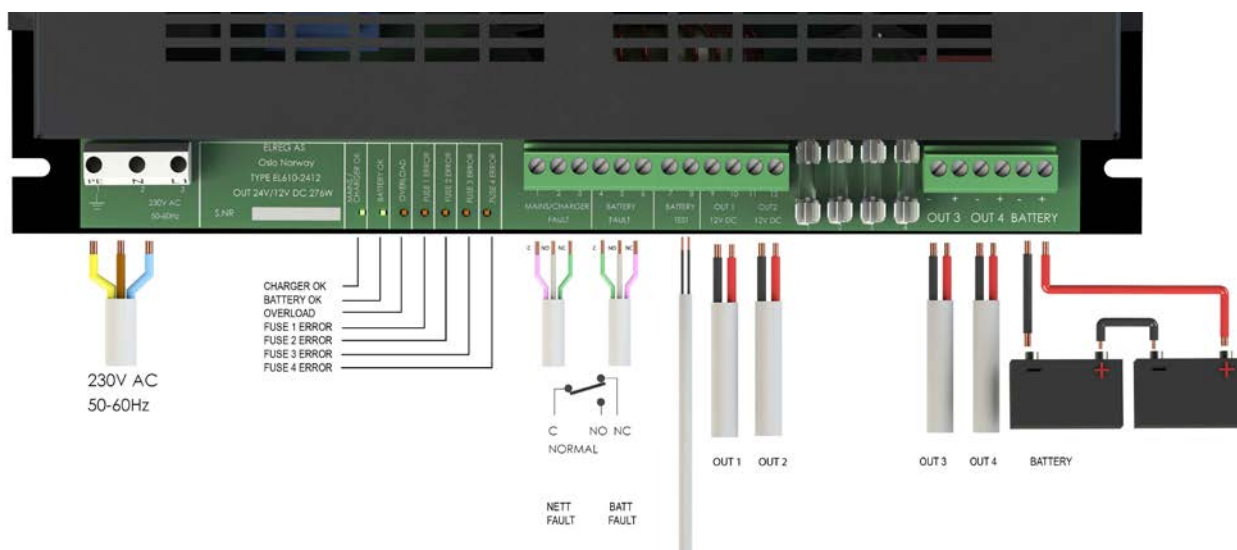 PE N L1
230V AC
50-60Hz
ELREG AS
Oslo Norway
TYPE EL610-2412
OUT 24V/12V DC 276W
S.NR
MAINS/
CHARGER OK
BATTERY OK
OVERLOAD
FUSE 1 ERROR
FUSE 2 ERROR
FUSE 3 ERROR
FUSE 4 ERROR
1 2 3 4 5 6 7 8 9 10 11 12
MAINS/CHARGER
FAULT
BATTERY
FAULT
BATTERY
TEST
OUT 1
12V DC
OUT2
12V DC
- + - + - +
OUT 3 OUT 4 BATTERY
C NO NC
C NO NC
CHARGER OK
BATTERY OK
OVERLOAD
FUSE 1 ERROR
FUSE 2 ERROR
FUSE 3 ERROR
FUSE 4 ERROR
230V AC
50-60Hz
C NO NC
NORMAL
NETT
FAULT
BATT
FAULT
OUT 1
OUT 2
OUT 3
OUT 4
BATTERY
- + - +